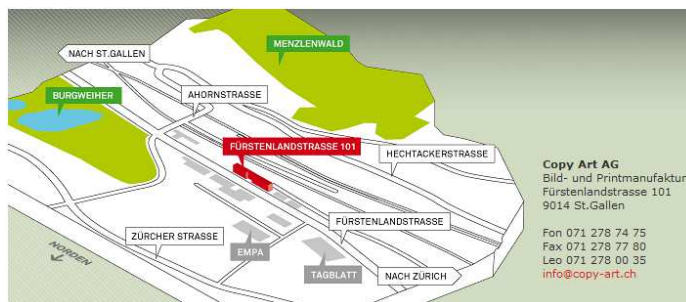 NACH ST.GALLEN
MENZLENWALD
BURGWEIHER
AHORNSTRASSE
FÜRSTENLANDSTRASSE 101
HECHTACKERSTRASSE
ZÜRCHER STRASSE
FÜRSTENLANDSTRASSE
EMPA
NORDEN
TAGBLATT
NACH ZÜRICH
Copy Art AG
Bild- und Printmanufaktur
Fürstenlandstrasse 101
9014 St.Gallen
Fon 071 278 74 75
Fax 071 278 77 80
Leo 071 278 00 35
info@copy-art.ch